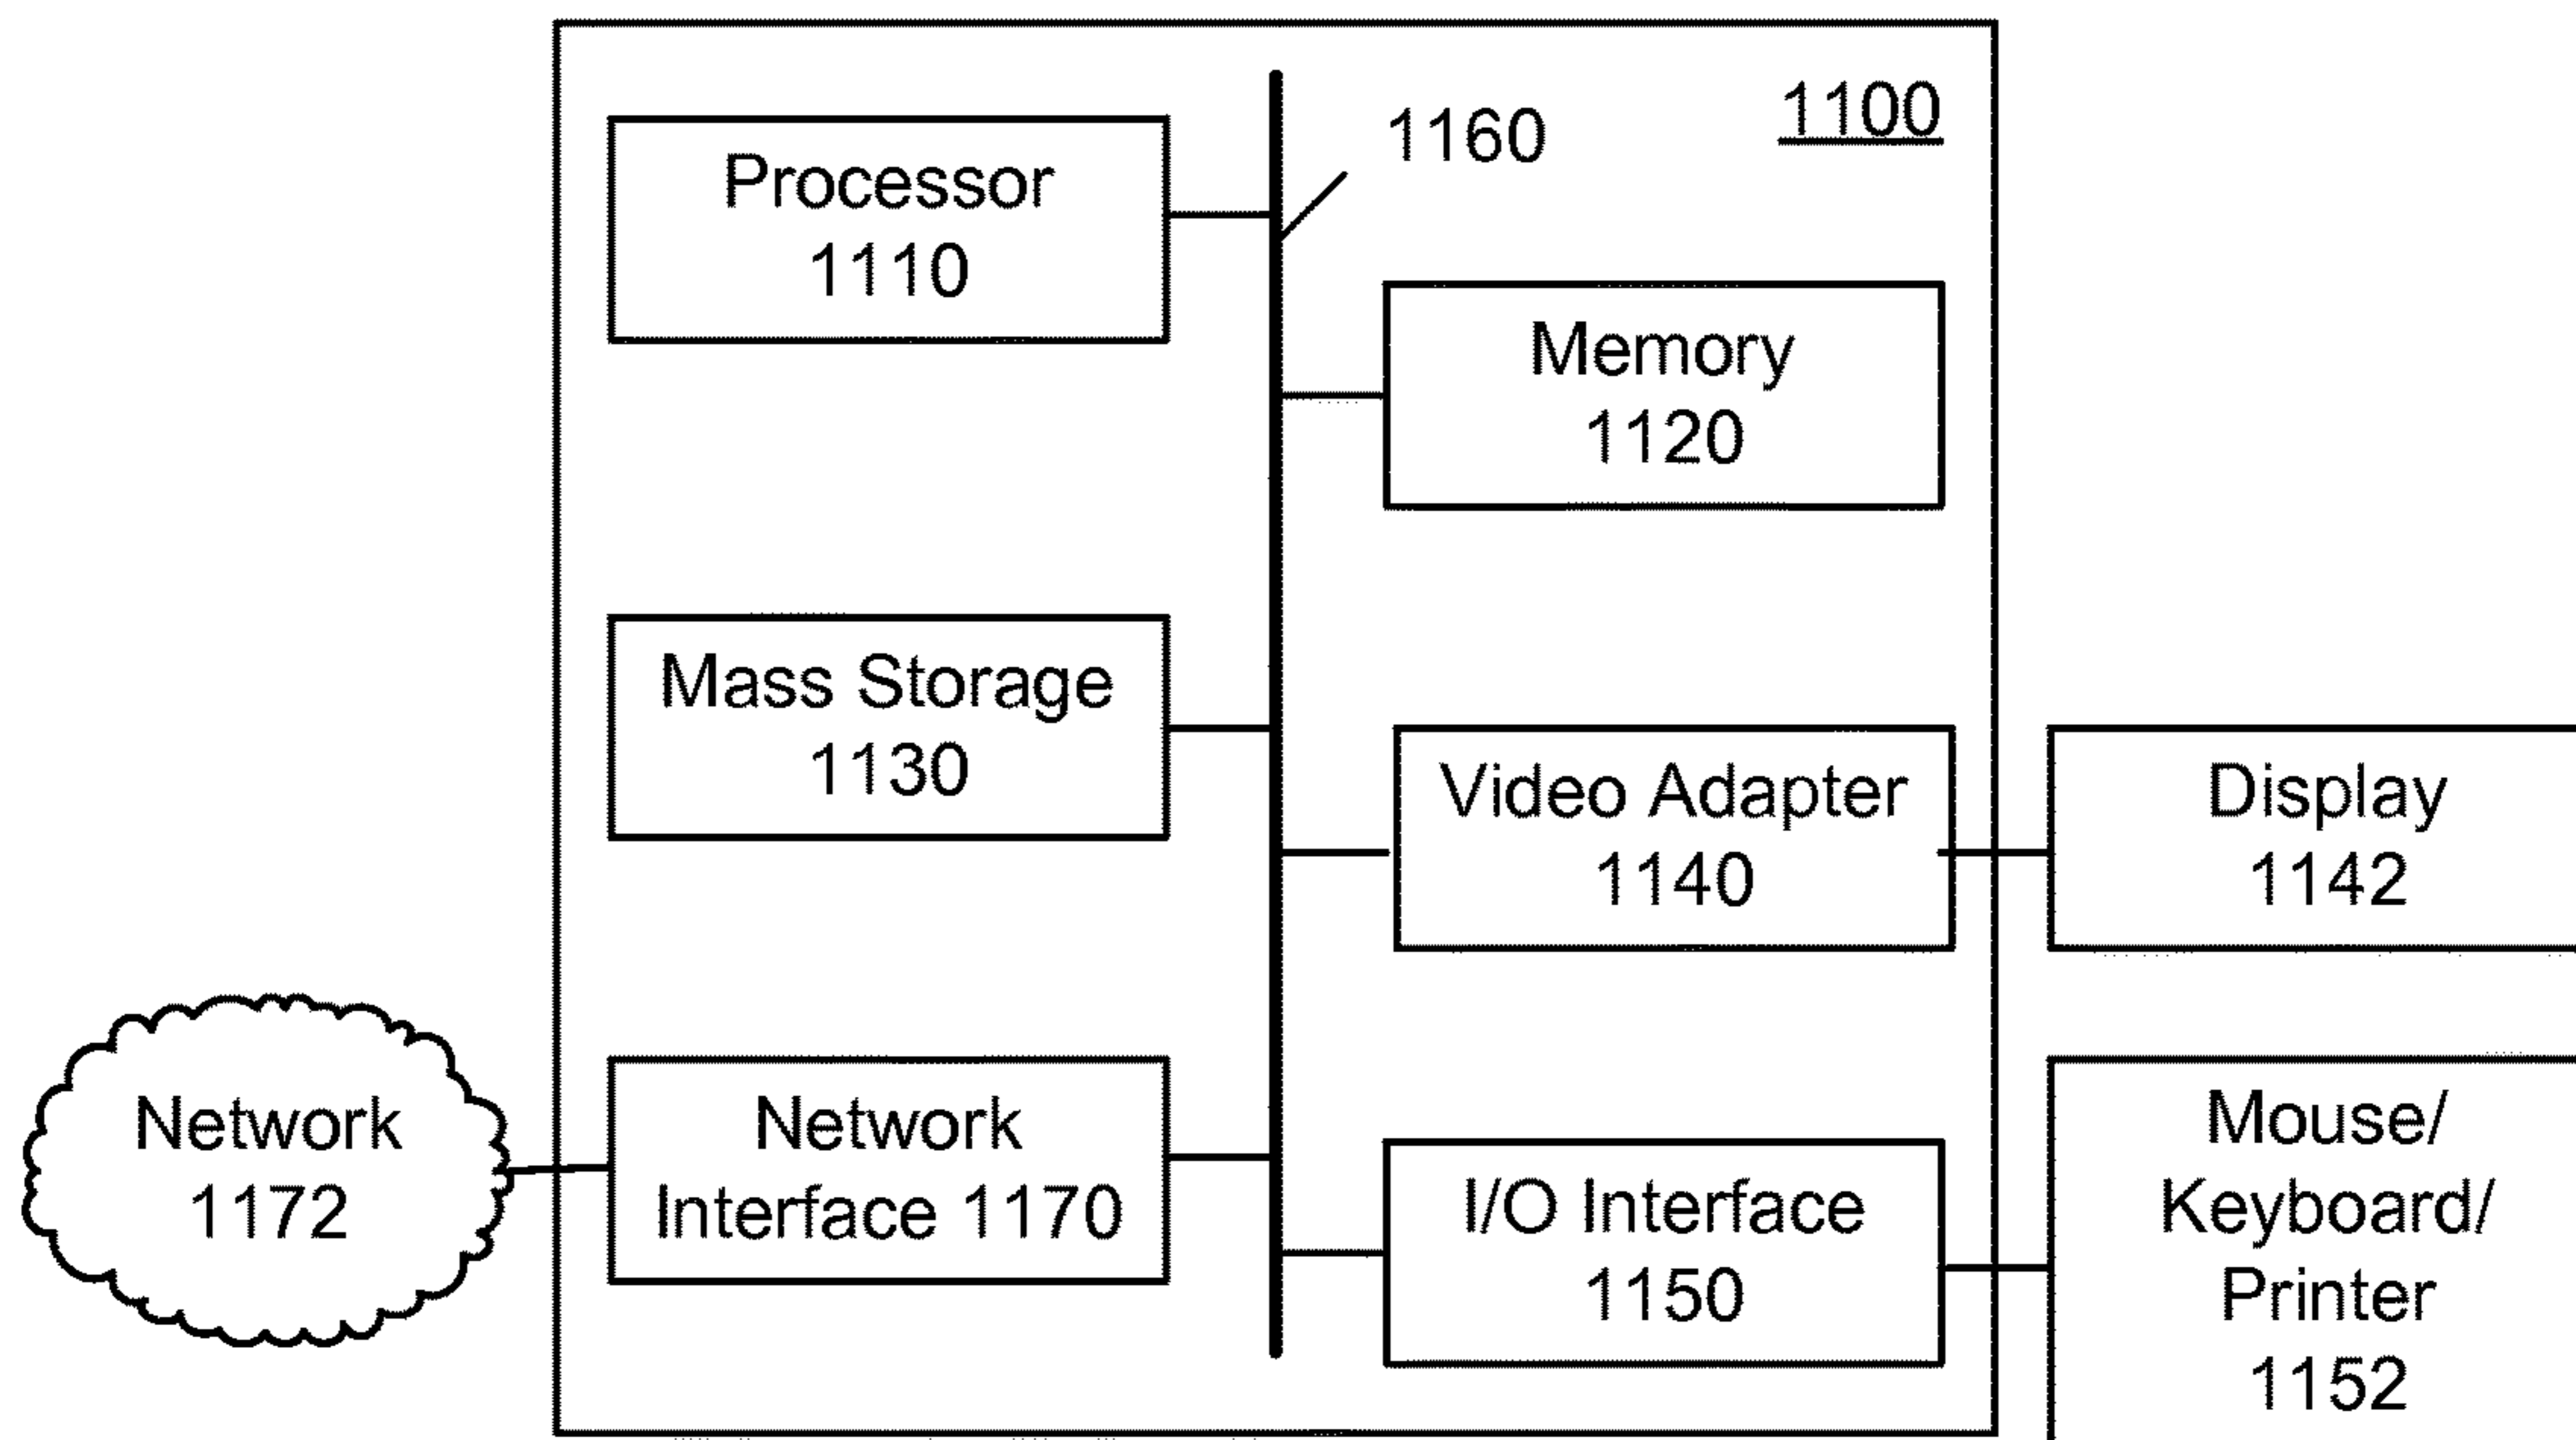 1100
1160
Processor
1110
Memory
1120
Mass Storage
1130
Video Adapter
1140
Display
1142
Network
1172
Network
Interface 1170
I/O Interface
1150
Mouse/
Keyboard/
Printer
1152